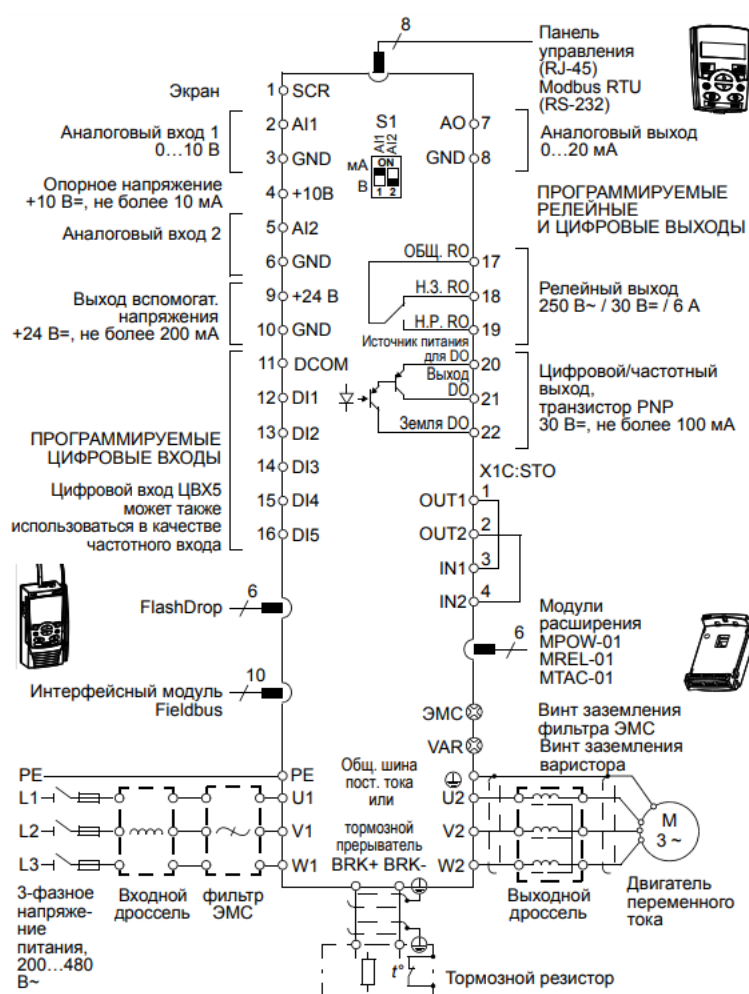 8
Панель
управления
(RJ-45)
Modbus RTU
(RS-232)
Экран
1 SCR
Аналоговый вход 1
0...10 В
2 AI1
3 GND
S1
AI1
AI2
мА
В
ON
1 2
AO 7
GND 8
Аналоговый выход
0...20 мА
Опорное напряжение
+10 В=, не более 10 мА
4 +10В
Аналоговый вход 2
5 AI2
6 GND
ПРОГРАММИРУЕМЫЕ
РЕЛЕЙНЫЕ
И ЦИФРОВЫЕ ВЫХОДЫ
Выход вспомогат.
напряжения
+24 В=, не более 200 мА
9 +24 В
10 GND
ОБЩ. RO 17
Н.З. RO 18
Н.Р. RO 19
Релейный выход
250 В~ / 30 В= / 6 А
11 DCOM
12 DI1
13 DI2
14 DI3
15 DI4
16 DI5
ПРОГРАММИРУЕМЫЕ
ЦИФРОВЫЕ ВХОДЫ
Цифровой вход ЦВХ5
может также
использоваться в качестве
частотного входа
Источник питания
для DO 20
Выход
DO 21
Земля DO 22
Цифровой/частотный
выход,
транзистор PNP
30 В=, не более 100 мА
X1C:STO
OUT1 1
OUT2 2
IN1 3
IN2 4
FlashDrop 6
6
Модули
расширения
MPOW-01
MREL-01
MTAC-01
Интерфейсный модуль
Fieldbus
10
ЭМС
VAR
Винт заземления
фильтра ЭМС
Винт заземления
варистора
PE
L1
L2
L3
PE
U1
V1
W1
Общ. шина
пост. тока
или
тормозной
прерыватель
BRK+ BRK-
U2
V2
W2
M
3 ~
3-фазное
напряже-
ние
питания,
200...480
В~
Входной
дроссель
фильтр
ЭМС
Выходной
дроссель
Двигатель
переменного
тока
t°
Тормозной резистор